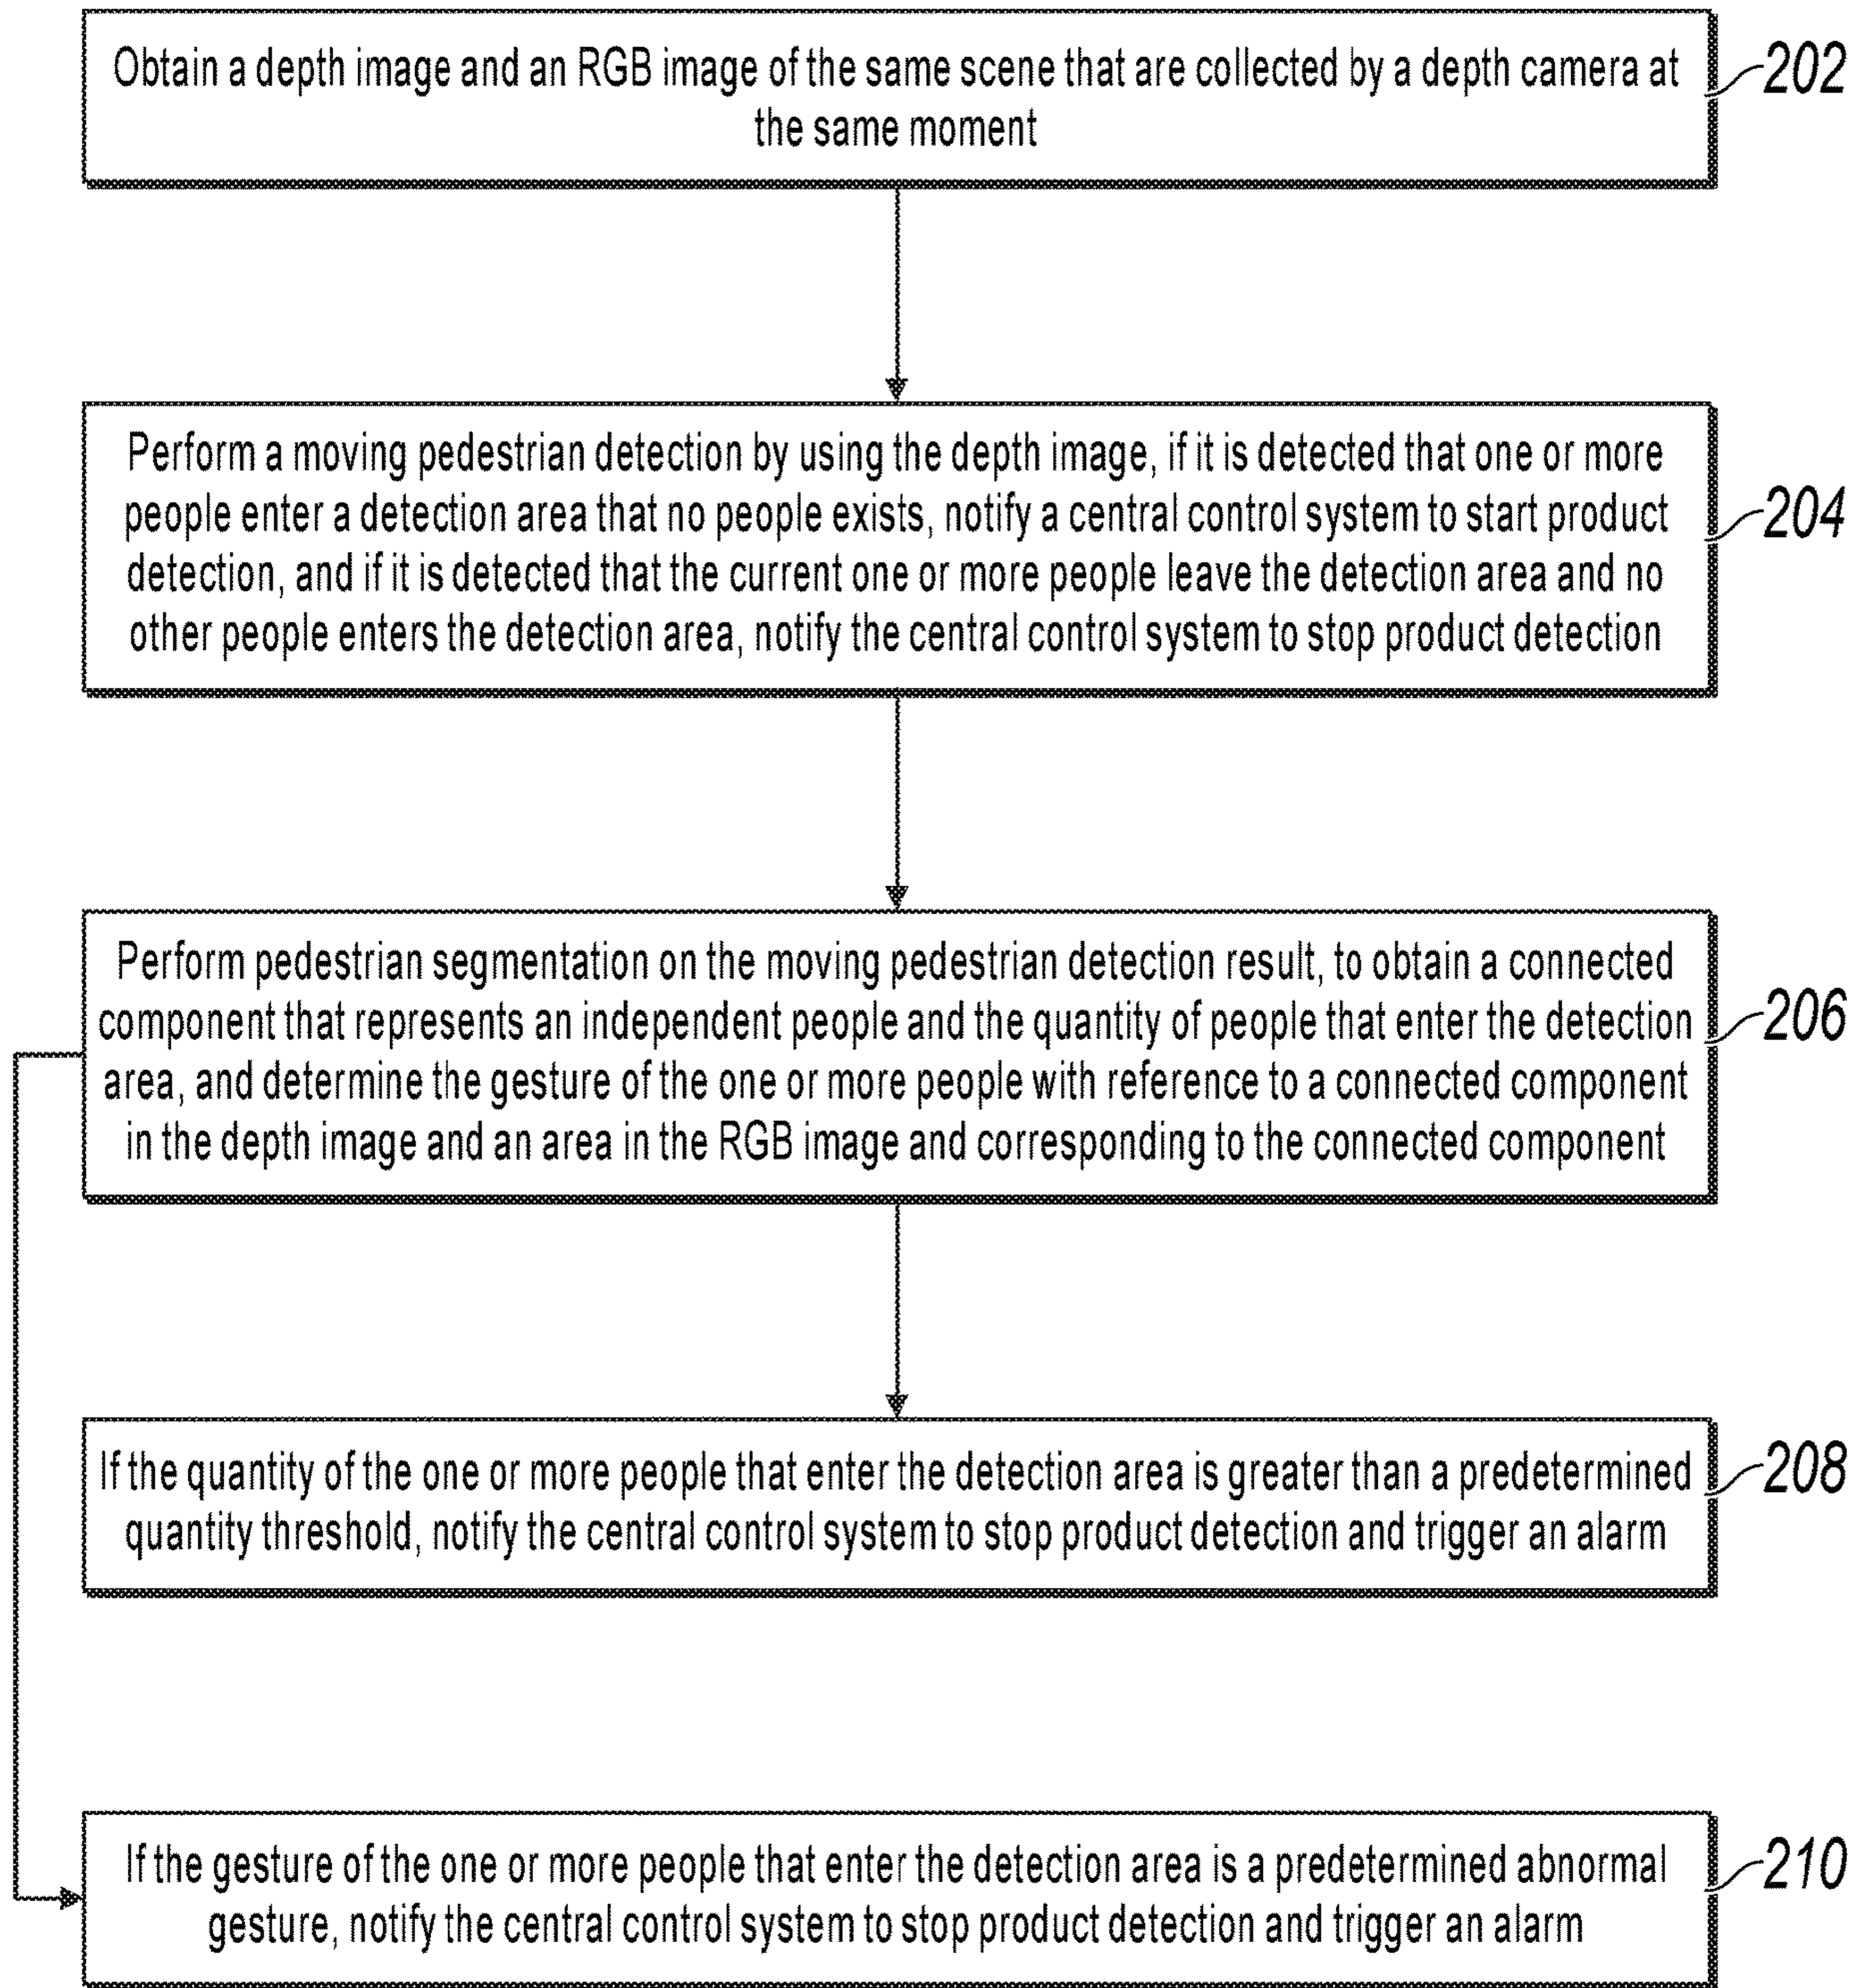 Obtain a depth image and an RGB image of the same scene that are collected by a depth camera at
the same moment
202
Perform a moving pedestrian detection by using the depth image, if it is detected that one or more
people enter a detection area that no people exists, notify a central control system to start product
detection, and if it is detected that the current one or more people leave the detection area and no
other people enters the detection area, notify the central control system to stop product detection
204
Perform pedestrian segmentation on the moving pedestrian detection result, to obtain a connected
component that represents an independent people and the quantity of people that enter the detection
area, and determine the gesture of the one or more people with reference to a connected component
in the depth image and an area in the RGB image and corresponding to the connected component
206
If the quantity of the one or more people that enter the detection area is greater than a predetermined
quantity threshold, notify the central control system to stop product detection and trigger an alarm
208
If the gesture of the one or more people that enter the detection area is a predetermined abnormal
gesture, notify the central control system to stop product detection and trigger an alarm
210